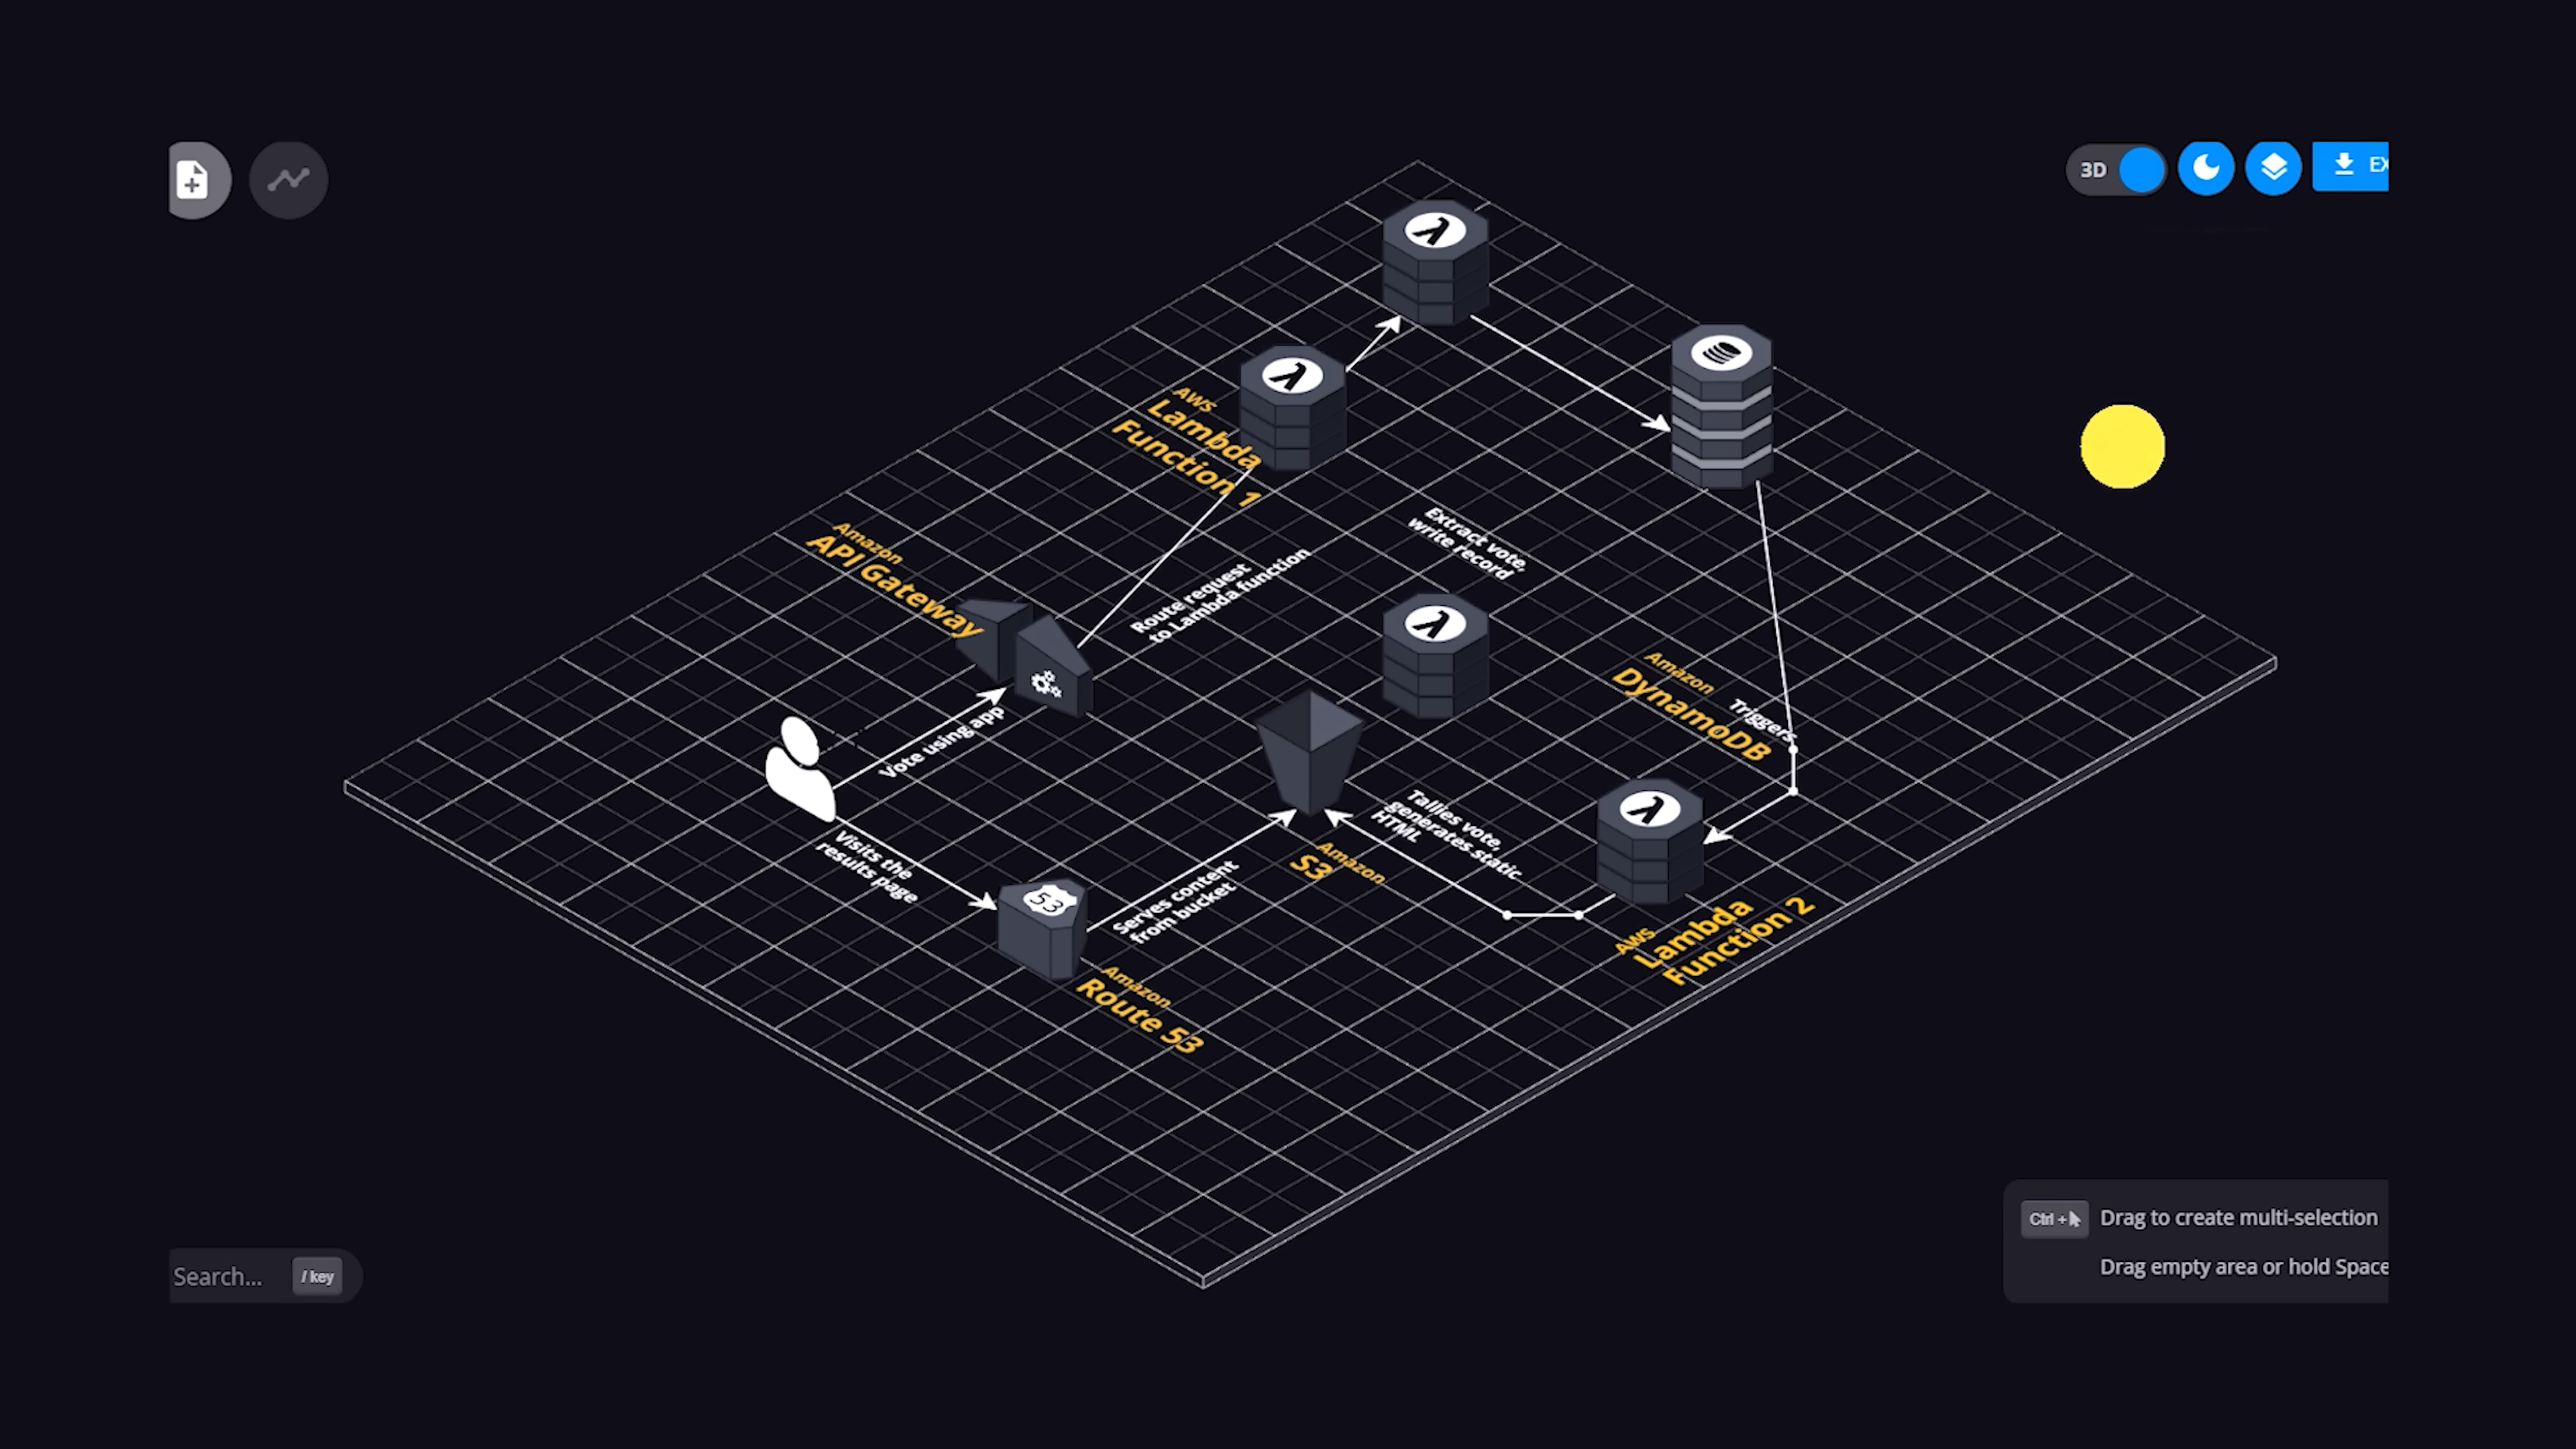 3D
EX
AWS
Lambda
Function 1
Amazon
API Gateway
Extract vote,
write record
Route request
to Lambda function
Amazon
DynamoDB
Triggers
Vote using app
Tallies vote,
generates static
HTML
Visits the
results page
Amazon
S3
53
Serves content
from bucket
AWS
Lambda
Function 2
Amazon
Route 53
Ctrl + Drag to create multi-selection
Drag empty area or hold Space
Search... / key